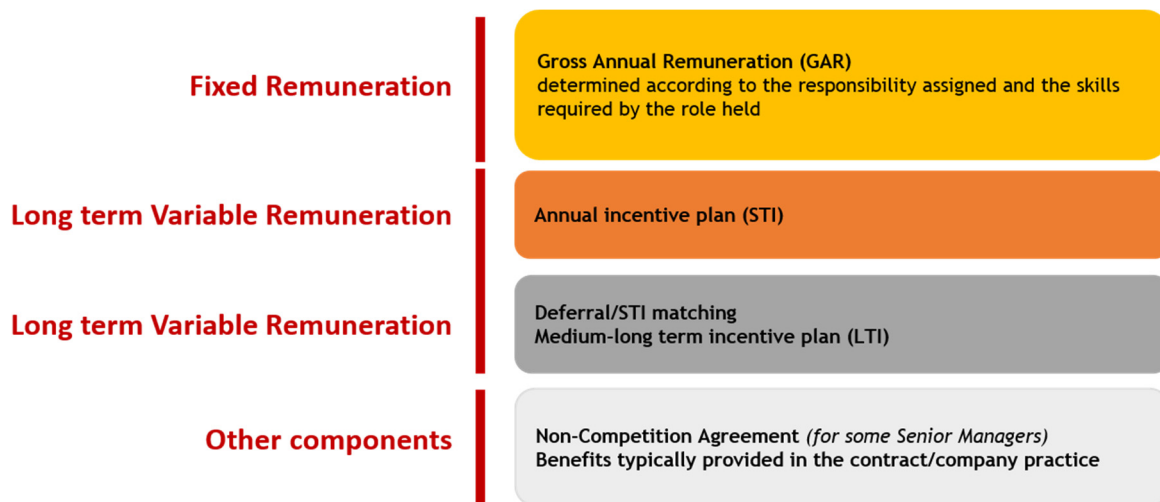 Fixed Remuneration
Gross Annual Remuneration (GAR)
determined according to the responsibility assigned and the skills
required by the role held
Long term Variable Remuneration
Annual incentive plan (STI)
Long term Variable Remuneration
Deferral/STI matching
Medium-long term incentive plan (LTI)
Other components
Non-Competition Agreement (for some Senior Managers)
Benefits typically provided in the contract/company practice